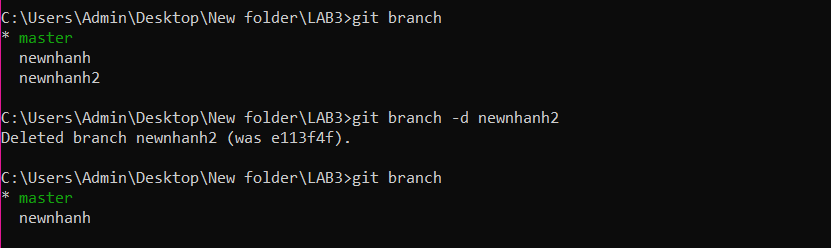 C:\Users\Admin\Desktop\New folder\LAB3>git branch
* master
  newnhanh
  newnhanh2
C:\Users\Admin\Desktop\New folder\LAB3>git branch -d newnhanh2
Deleted branch newnhanh2 (was e113f4f).
C:\Users\Admin\Desktop\New folder\LAB3>git branch
* master
  newnhanh